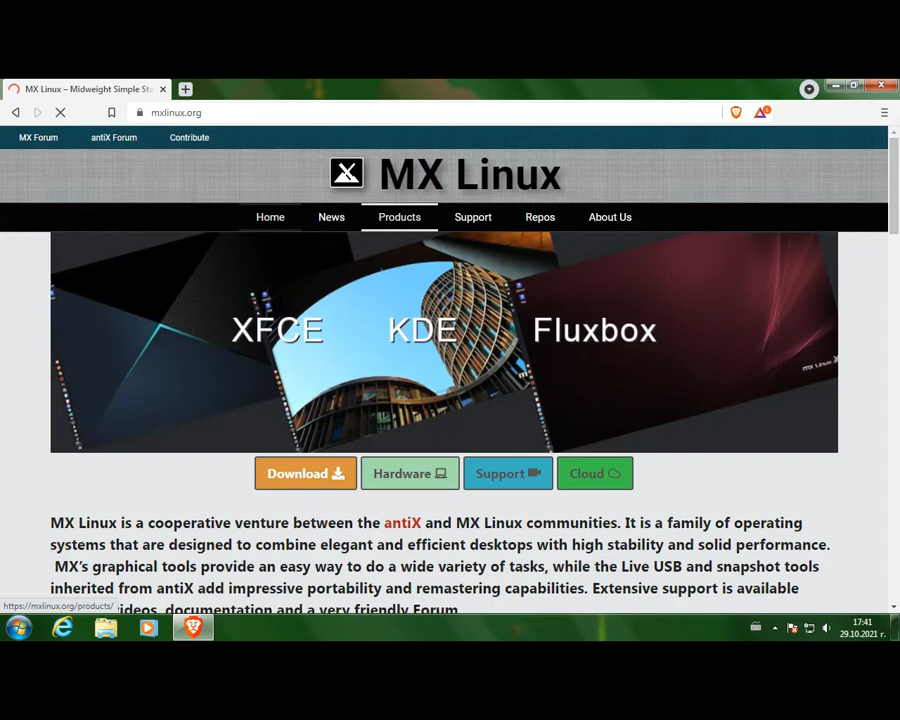 MX Linux – Midweight Simple Sta
mxlinux.org
MX Forum
antiX Forum
Contribute
MX Linux
Home
News
Products
Support
Repos
About Us
XFCE
KDE
Fluxbox
MX Linux
Download
Hardware
Support
Cloud
MX Linux is a cooperative venture between the antiX and MX Linux communities. It is a family of operating
systems that are designed to combine elegant and efficient desktops with high stability and solid performance.
MX’s graphical tools provide an easy way to do a wide variety of tasks, while the Live USB and snapshot tools
inherited from antiX add impressive portability and remastering capabilities. Extensive support is available
https://mxlinux.org/products/
ideos, documentation and a very friendly Forum
17:41
29.10.2021 г.